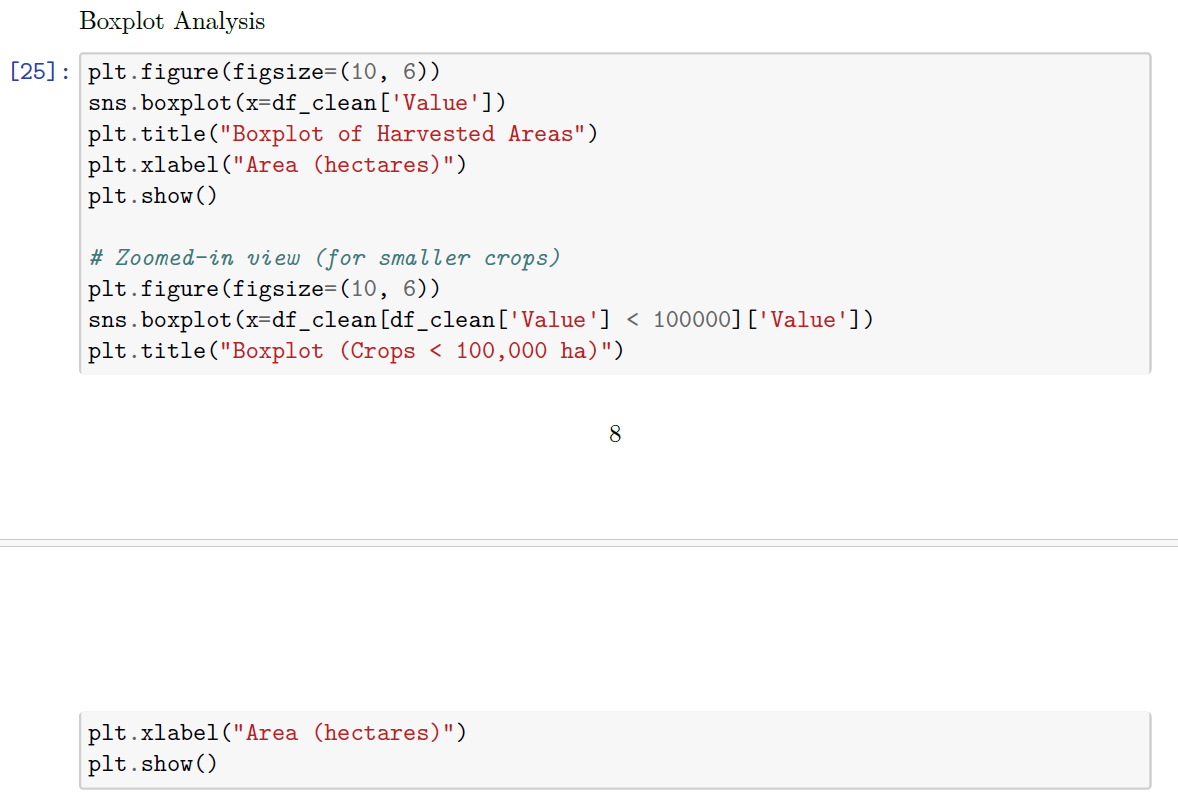 Boxplot Analysis
[25]: plt.figure(figsize=(10, 6))
sns.boxplot(x=df_clean['Value'])
plt.title("Boxplot of Harvested Areas")
plt.xlabel("Area (hectares)")
plt.show()
# Zoomed-in view (for smaller crops)
plt.figure(figsize=(10, 6))
sns.boxplot(x=df_clean[df_clean['Value'] < 100000]['Value'])
plt.title("Boxplot (Crops < 100,000 ha)")
8
plt.xlabel("Area (hectares)")
plt.show()